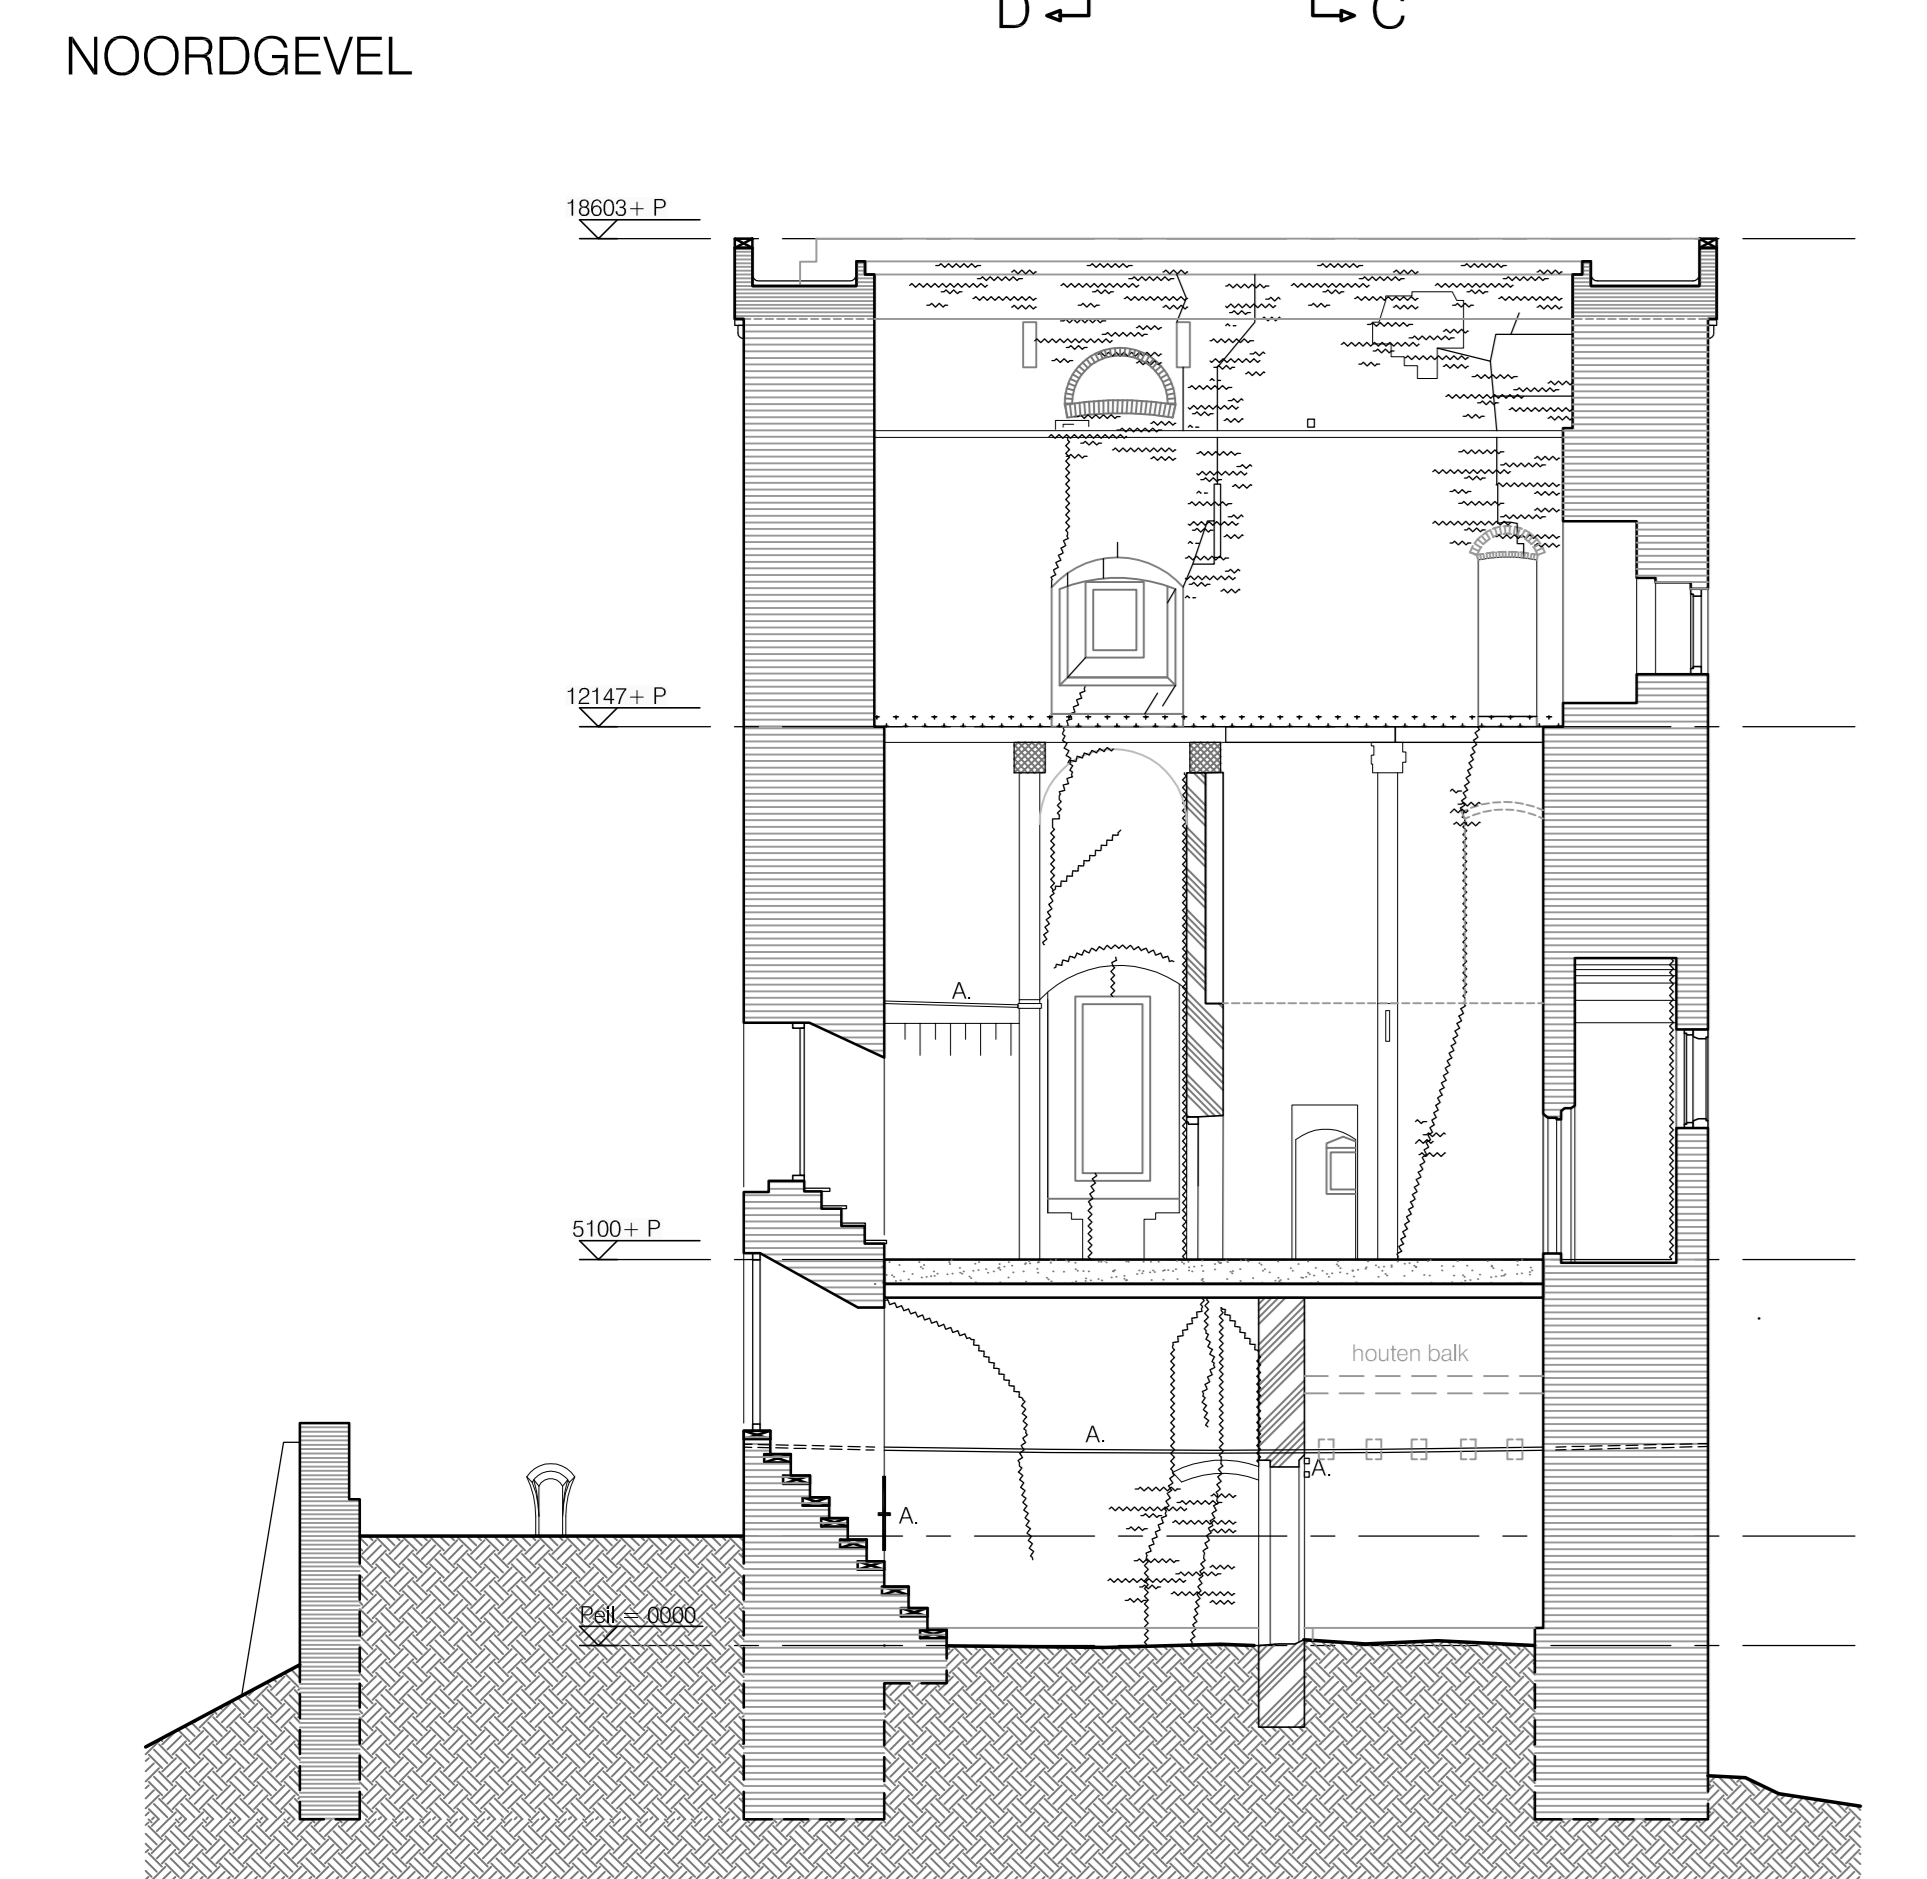 D C
NOORDGEVEL
18603+ P
12147+ P
A.
5100+ P
houten balk
A.
A.
A.
Peil = 0000